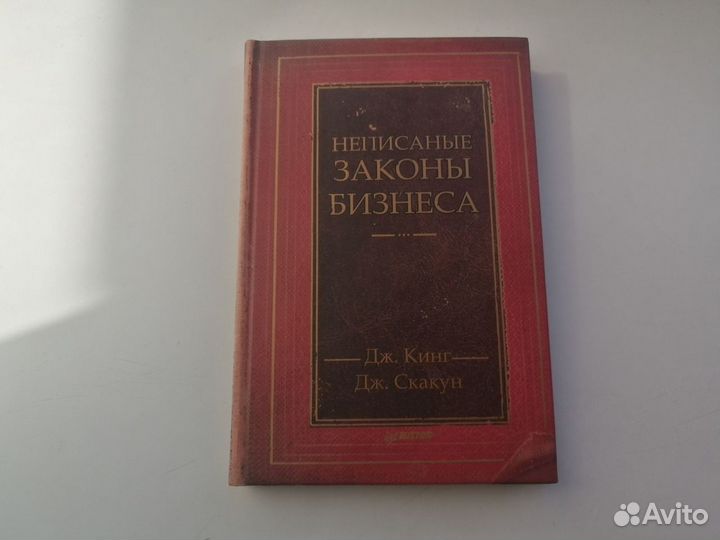 НЕПИСАНЫЕ
ЗАКОНЫ
БИЗНЕСА
Дж. Кинг
Дж. Скакун
Avito